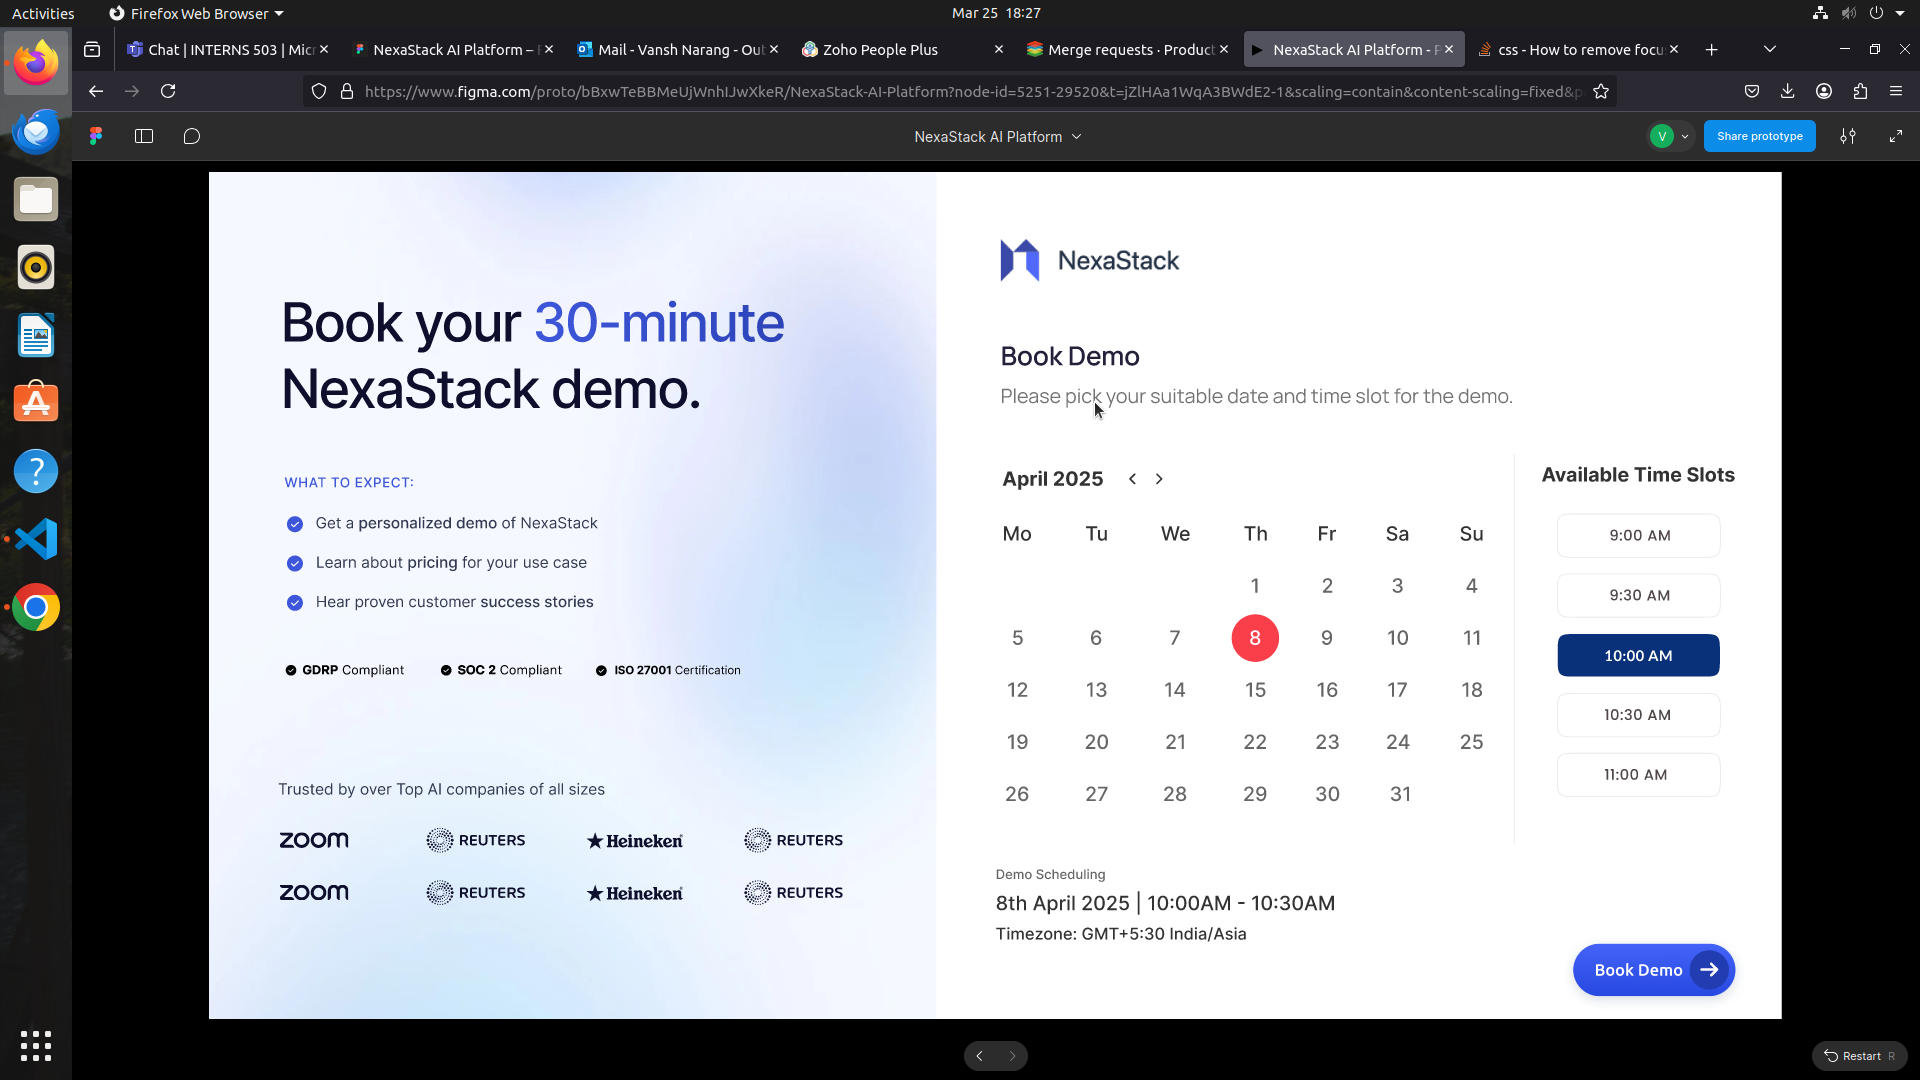 Activities
Firefox Web Browser
Mar 25 18:27
Chat | INTERNS 503 | Micr
NexaStack AI Platform – F
Mail - Vansh Narang - Out
Zoho People Plus
Merge requests · Product
NexaStack AI Platform - P
css - How to remove focus
https://www.figma.com/proto/bBxwTeBBMeUjWnhIJwXkeR/NexaStack-AI-Platform?node-id=5251-29520&t=jZlHAa1WqA3BWdE2-1&scaling=contain&content-scaling=fixed&p
NexaStack AI Platform
V
Share prototype
Book your 30-minute
NexaStack demo.
WHAT TO EXPECT:
Get a personalized demo of NexaStack
Learn about pricing for your use case
Hear proven customer success stories
GDRP Compliant
SOC 2 Compliant
ISO 27001 Certification
Trusted by over Top AI companies of all sizes
zoom REUTERS Heineken REUTERS
zoom REUTERS Heineken REUTERS
NexaStack
Book Demo
Please pick your suitable date and time slot for the demo.
April 2025
Mo Tu We Th Fr Sa Su
1 2 3 4
5 6 7 8 9 10 11
12 13 14 15 16 17 18
19 20 21 22 23 24 25
26 27 28 29 30 31
Available Time Slots
9:00 AM
9:30 AM
10:00 AM
10:30 AM
11:00 AM
Demo Scheduling
8th April 2025 | 10:00AM - 10:30AM
Timezone: GMT+5:30 India/Asia
Book Demo
Restart R